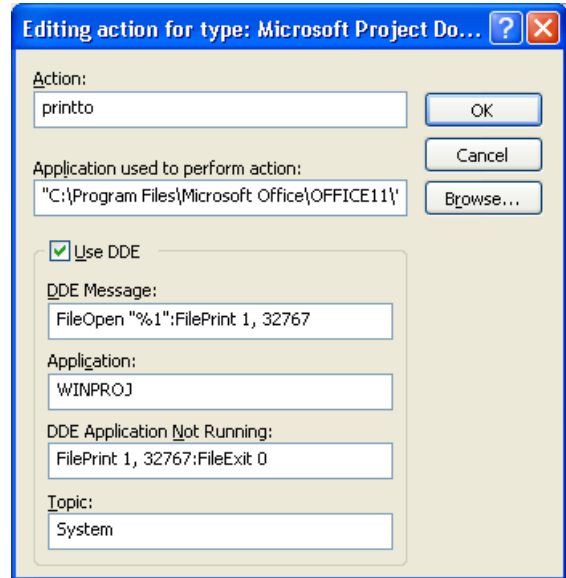 Editing action for type: Microsoft Project Do...
Action:
printto
OK
Cancel
Application used to perform action:
"C:\Program Files\Microsoft Office\OFFICE11\'
Browse...
Use DDE
DDE Message:
FileOpen "%1":FilePrint 1, 32767
Application:
WINPROJ
DDE Application Not Running:
FilePrint 1, 32767:FileExit 0
Topic:
System